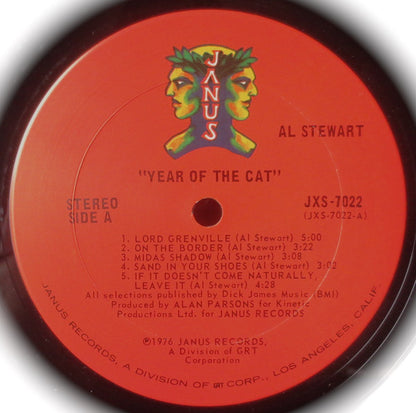 JANUS
AL STEWART
"YEAR OF THE CAT"
STEREO
SIDE A
JXS-7022
(JXS-7022-A)
1. LORD GRENVILLE (Al Stewart) 5:00
2. ON THE BORDER (Al Stewart) 3:22
3. MIDAS SHADOW (Al Stewart) 3:08
4. SAND IN YOUR SHOES (Al Stewart) 3:02
5. IF IT DOESN'T COME NATURALLY,
LEAVE IT (Al Stewart) 4:28
All selections published by Dick James Music (BMI)
Produced by ALAN PARSONS for Kinetic
Productions Ltd. for JANUS RECORDS
℗1976 JANUS RECORDS,
A Division of GRT
Corporation
JANUS RECORDS, A DIVISION OF GRT CORP., LOS ANGELES, CALIF.